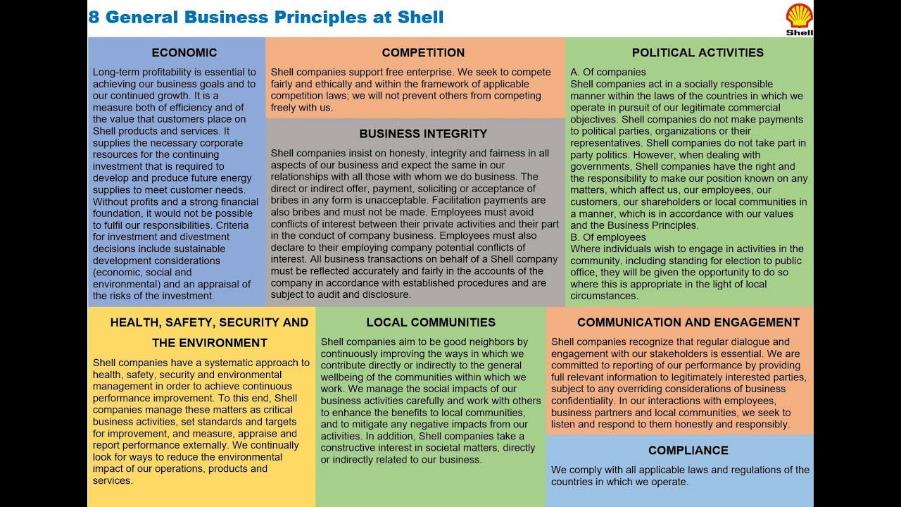 8 General Business Principles at Shell
Shell
ECONOMIC
Long-term profitability is essential to
achieving our business goals and to
our continued growth. It is a
measure both of efficiency and of
the value that customers place on
Shell products and services. It
supplies the necessary corporate
resources for the continuing
investment that is required to
develop and produce future energy
supplies to meet customer needs.
Without profits and a strong financial
foundation, it would not be possible
to fulfil our responsibilities. Criteria
for investment and divestment
decisions include sustainable
development considerations
(economic, social and
environmental) and an appraisal of
the risks of the investment.
COMPETITION
Shell companies support free enterprise. We seek to compete
fairly and ethically and within the framework of applicable
competition laws; we will not prevent others from competing
freely with us.
BUSINESS INTEGRITY
Shell companies insist on honesty, integrity and fairness in all
aspects of our business and expect the same in our
relationships with all those with whom we do business. The
direct or indirect offer, payment, soliciting or acceptance of
bribes in any form is unacceptable. Facilitation payments are
also bribes and must not be made. Employees must avoid
conflicts of interest between their private activities and their part
in the conduct of company business. Employees must also
declare to their employing company potential conflicts of
interest. All business transactions on behalf of a Shell company
must be reflected accurately and fairly in the accounts of the
company in accordance with established procedures and are
subject to audit and disclosure.
POLITICAL ACTIVITIES
A. Of companies
Shell companies act in a socially responsible
manner within the laws of the countries in which we
operate in pursuit of our legitimate commercial
objectives. Shell companies do not make payments
to political parties, organizations or their
representatives. Shell companies do not take part in
party politics. However, when dealing with
governments, Shell companies have the right and
the responsibility to make our position known on any
matters, which affect us, our employees, our
customers, our shareholders or local communities in
a manner, which is in accordance with our values
and the Business Principles.
B. Of employees
Where individuals wish to engage in activities in the
community, including standing for election to public
office, they will be given the opportunity to do so
where this is appropriate in the light of local
circumstances.
HEALTH, SAFETY, SECURITY AND
THE ENVIRONMENT
Shell companies have a systematic approach to
health, safety, security and environmental
management in order to achieve continuous
performance improvement. To this end, Shell
companies manage these matters as critical
business activities, set standards and targets
for improvement, and measure, appraise and
report performance externally. We continually
look for ways to reduce the environmental
impact of our operations, products and
services.
LOCAL COMMUNITIES
Shell companies aim to be good neighbors by
continuously improving the ways in which we
contribute directly or indirectly to the general
wellbeing of the communities within which we
work. We manage the social impacts of our
business activities carefully and work with others
to enhance the benefits to local communities,
and to mitigate any negative impacts from our
activities. In addition, Shell companies take a
constructive interest in societal matters, directly
or indirectly related to our business.
COMMUNICATION AND ENGAGEMENT
Shell companies recognize that regular dialogue and
engagement with our stakeholders is essential. We are
committed to reporting of our performance by providing
full relevant information to legitimately interested parties,
subject to any overriding considerations of business
confidentiality. In our interactions with employees,
business partners and local communities, we seek to
listen and respond to them honestly and responsibly.
COMPLIANCE
We comply with all applicable laws and regulations of the
countries in which we operate.